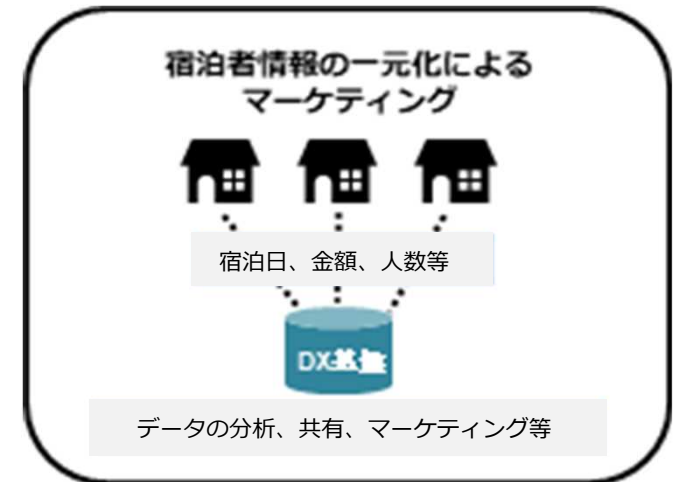 宿泊者情報の一元化による
マーケティング
宿泊日、金額、人数等
DX基盤
データの分析、共有、マーケティング等